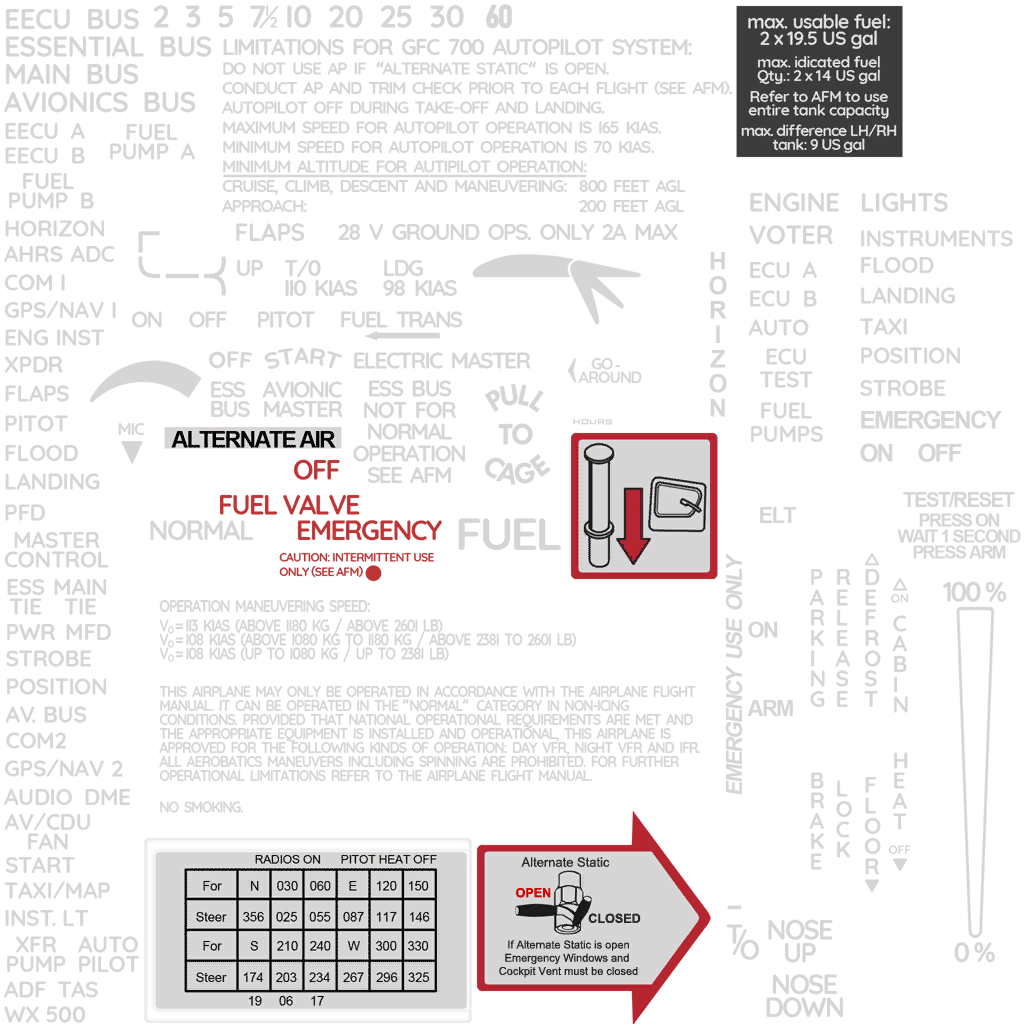 EECU BUS 2 3 5 7½ 10 20 25 30 60
ESSENTIAL BUS
MAIN BUS
AVIONICS BUS
EECU A
EECU B
FUEL
PUMP A
FUEL
PUMP B
HORIZON
AHRS ADC
COM 1
GPS/NAV 1
ENG INST
XPDR
FLAPS
PITOT
FLOOD
LANDING
PFD
MASTER
CONTROL
ESS MAIN
TIE TIE
PWR MFD
STROBE
POSITION
AV. BUS
COM2
GPS/NAV 2
AUDIO DME
AV/CDU
FAN
START
TAXI/MAP
INST. LT
XFR AUTO
PUMP PILOT
ADF TAS
WX 500
LIMITATIONS FOR GFC 700 AUTOPILOT SYSTEM:
DO NOT USE AP IF "ALTERNATE STATIC" IS OPEN.
CONDUCT AP AND TRIM CHECK PRIOR TO EACH FLIGHT (SEE AFM).
AUTOPILOT OFF DURING TAKE-OFF AND LANDING.
MAXIMUM SPEED FOR AUTOPILOT OPERATION IS 165 KIAS.
MINIMUM SPEED FOR AUTOPILOT OPERATION IS 70 KIAS.
MINIMUM ALTITUDE FOR AUTIPILOT OPERATION:
CRUISE, CLIMB, DESCENT AND MANEUVERING: 800 FEET AGL
APPROACH: 200 FEET AGL
FLAPS 28 V GROUND OPS. ONLY 2A MAX
UP T/O LDG
110 KIAS 98 KIAS
ON OFF PITOT FUEL TRANS
OFF START ELECTRIC MASTER
ESS AVIONIC
BUS MASTER
ESS BUS
NOT FOR
NORMAL
OPERATION
SEE AFM
PULL
TO
CAGE
GO-
AROUND
HOURS
MIC
ALTERNATE AIR
OFF
FUEL VALVE
NORMAL EMERGENCY FUEL
CAUTION: INTERMITTENT USE
ONLY (SEE AFM)
OPERATION MANEUVERING SPEED:
VO = 113 KIAS (ABOVE 1180 KG / ABOVE 2601 LB)
VO = 108 KIAS (ABOVE 1080 KG TO 1180 KG / ABOVE 2381 TO 2601 LB)
VO = 108 KIAS (UP TO 1080 KG / UP TO 2381 LB)
THIS AIRPLANE MAY ONLY BE OPERATED IN ACCORDANCE WITH THE AIRPLANE FLIGHT
MANUAL. IT CAN BE OPERATED IN THE "NORMAL" CATEGORY IN NON-ICING
CONDITIONS. PROVIDED THAT NATIONAL OPERATIONAL REQUIREMENTS ARE MET AND
THE APPROPRIATE EQUIPMENT IS INSTALLED AND OPERATIONAL, THIS AIRPLANE IS
APPROVED FOR THE FOLLOWING KINDS OF OPERATION: DAY VFR, NIGHT VFR AND IFR.
ALL AEROBATICS MANEUVERS INCLUDING SPINNING ARE PROHIBITED. FOR FURTHER
OPERATIONAL LIMITATIONS REFER TO THE AIRPLANE FLIGHT MANUAL.
NO SMOKING.
RADIOS ON PITOT HEAT OFF
For N 030 060 E 120 150
Steer 356 025 055 087 117 146
For S 210 240 W 300 330
Steer 174 203 234 267 296 325
19 06 17
Alternate Static
OPEN
CLOSED
If Alternate Static is open
Emergency Windows and
Cockpit Vent must be closed
max. usable fuel:
2 x 19.5 US gal
max. idicated fuel
Qty.: 2 x 14 US gal
Refer to AFM to use
entire tank capacity
max. difference LH/RH
tank: 9 US gal
HORIZON
ENGINE
VOTER
ECU A
ECU B
AUTO
ECU
TEST
FUEL
PUMPS
LIGHTS
INSTRUMENTS
FLOOD
LANDING
TAXI
POSITION
STROBE
EMERGENCY
ON OFF
ELT
ON
ARM
EMERGENCY USE ONLY
TEST/RESET
PRESS ON
WAIT 1 SECOND
PRESS ARM
PARKING
BRAKE
RELEASE
LOCK
DEFROST
FLOOR
ON
CABIN
HEAT
OFF
100 %
0 %
T/O
NOSE
UP
NOSE
DOWN